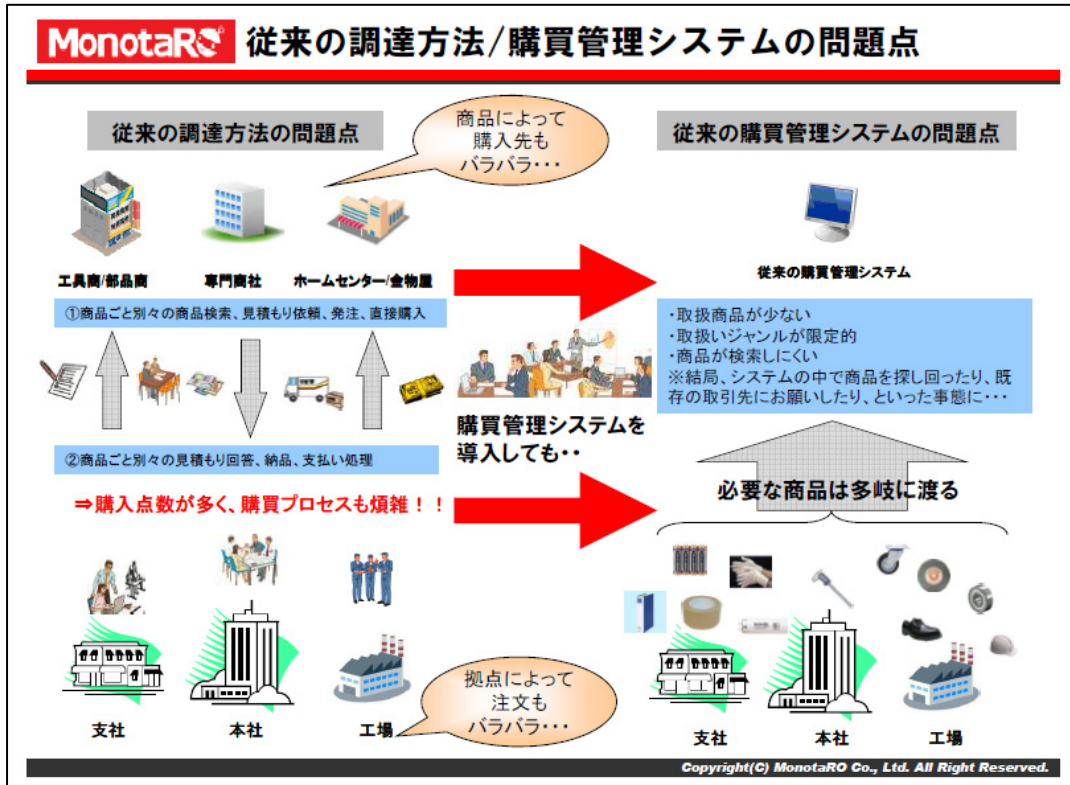 MonotaRO 従来の調達方法/購買管理システムの問題点
従来の調達方法の問題点
商品によって
購入先も
バラバラ・・・
従来の購買管理システムの問題点
工具商/部品商
専門商社
ホームセンター/金物屋
従来の購買管理システム
①商品ごと別々の商品検索、見積もり依頼、発注、直接購入
・取扱商品が少ない
・取扱いジャンルが限定的
・商品が検索しにくい
※結局、システムの中で商品を探し回ったり、既
存の取引先にお願いしたり、といった事態に・・・
購買管理システムを
導入しても・・
②商品ごと別々の見積もり回答、納品、支払い処理
⇒購入点数が多く、購買プロセスも煩雑！！
必要な商品は多岐に渡る
拠点によって
注文も
バラバラ・・・
支社
本社
工場
支社
本社
工場
Copyright(C) MonotaRO Co., Ltd. All Right Reserved.